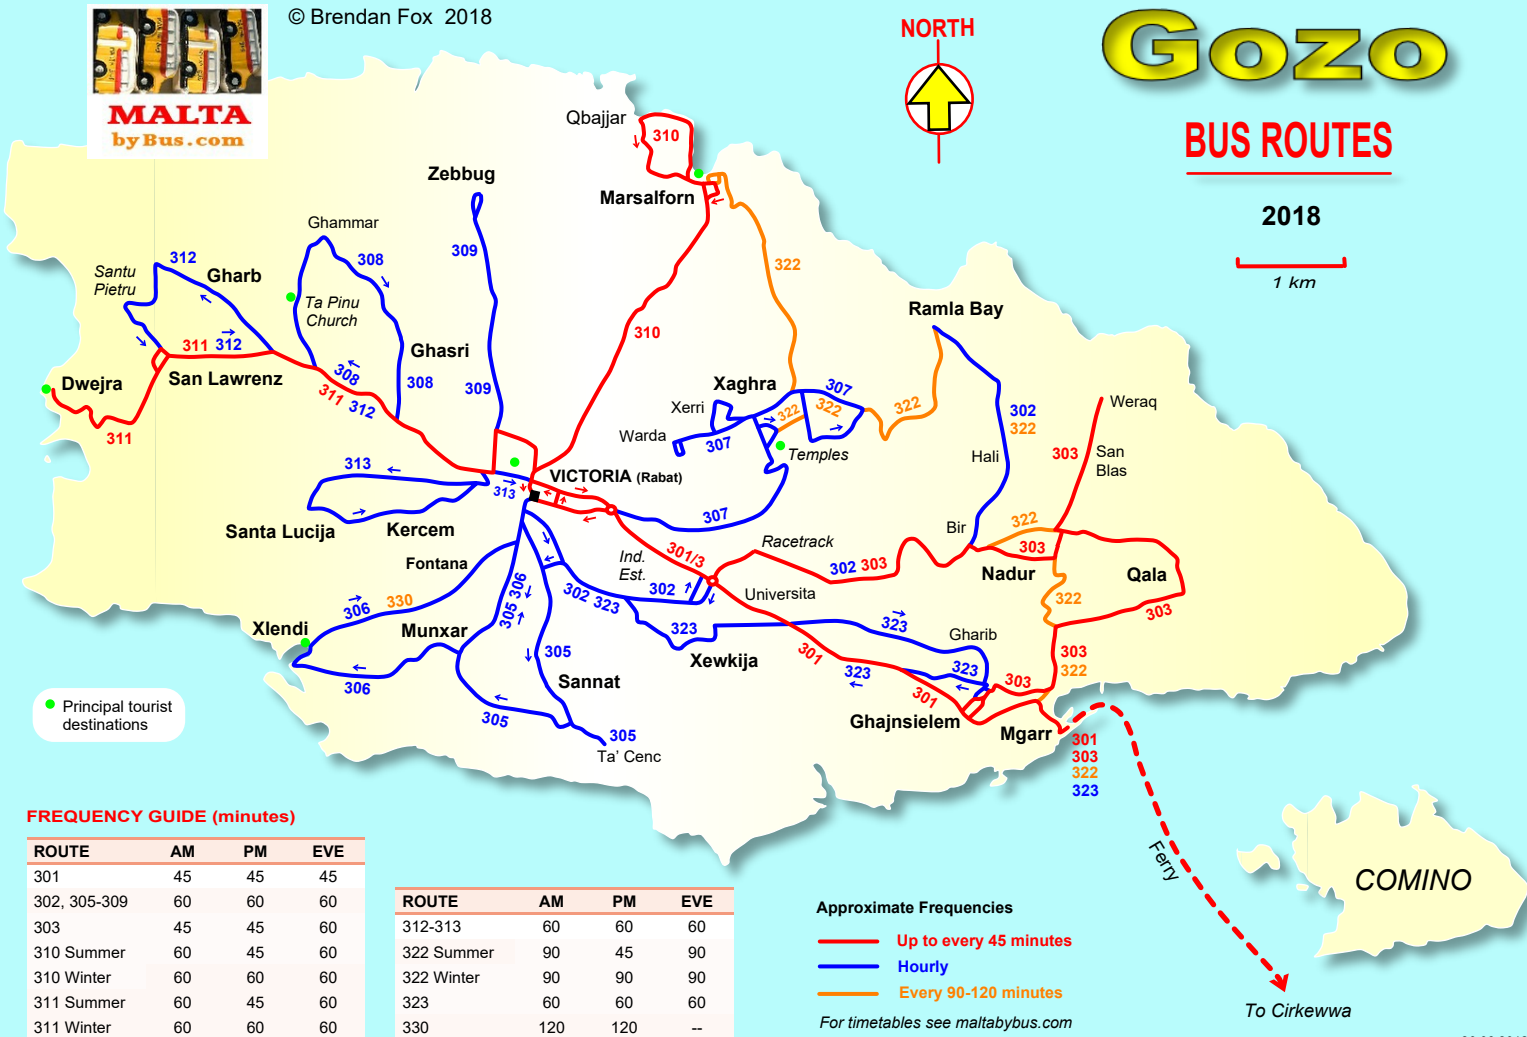 © Brendan Fox 2018
MALTA
byBus.com
NORTH
Gozo
BUS ROUTES
2018
1 km
Qbajjar
310
Marsalforn
Zebbug
309
Ghammar
308
312
Gharb
Santu
Pietru
Ta Pinu
Church
322
Ramla Bay
311 312
San Lawrenz
Dwejra
311
308
311 312
Ghasri
308
309
310
Xaghra
307
Xerri
322
322
322
Warda
307
Temples
302
322
Weraq
303
San
Blas
Hali
313
VICTORIA (Rabat)
313
Santa Lucija
Kercem
307
Bir
322
Fontana
Ind.
Est.
301/3
Racetrack
302 303
303
Nadur
Qala
306 330
305 306
302 323
302
Universita
322
303
Xlendi
Munxar
323
323
Gharib
Xewkija
301
305
306
Sannat
323
323
303
303
322
301
305
305
Ta' Cenc
Ghajnsielem
Mgarr
301
303
322
323
Principal tourist
destinations
Ferry
COMINO
To Cirkewwa
FREQUENCY GUIDE (minutes)
ROUTE AM PM EVE
301 45 45 45
302, 305-309 60 60 60
303 45 45 60
310 Summer 60 45 60
310 Winter 60 60 60
311 Summer 60 45 60
311 Winter 60 60 60
ROUTE AM PM EVE
312-313 60 60 60
322 Summer 90 45 90
322 Winter 90 90 90
323 60 60 60
330 120 120 --
Approximate Frequencies
Up to every 45 minutes
Hourly
Every 90-120 minutes
For timetables see maltabybus.com